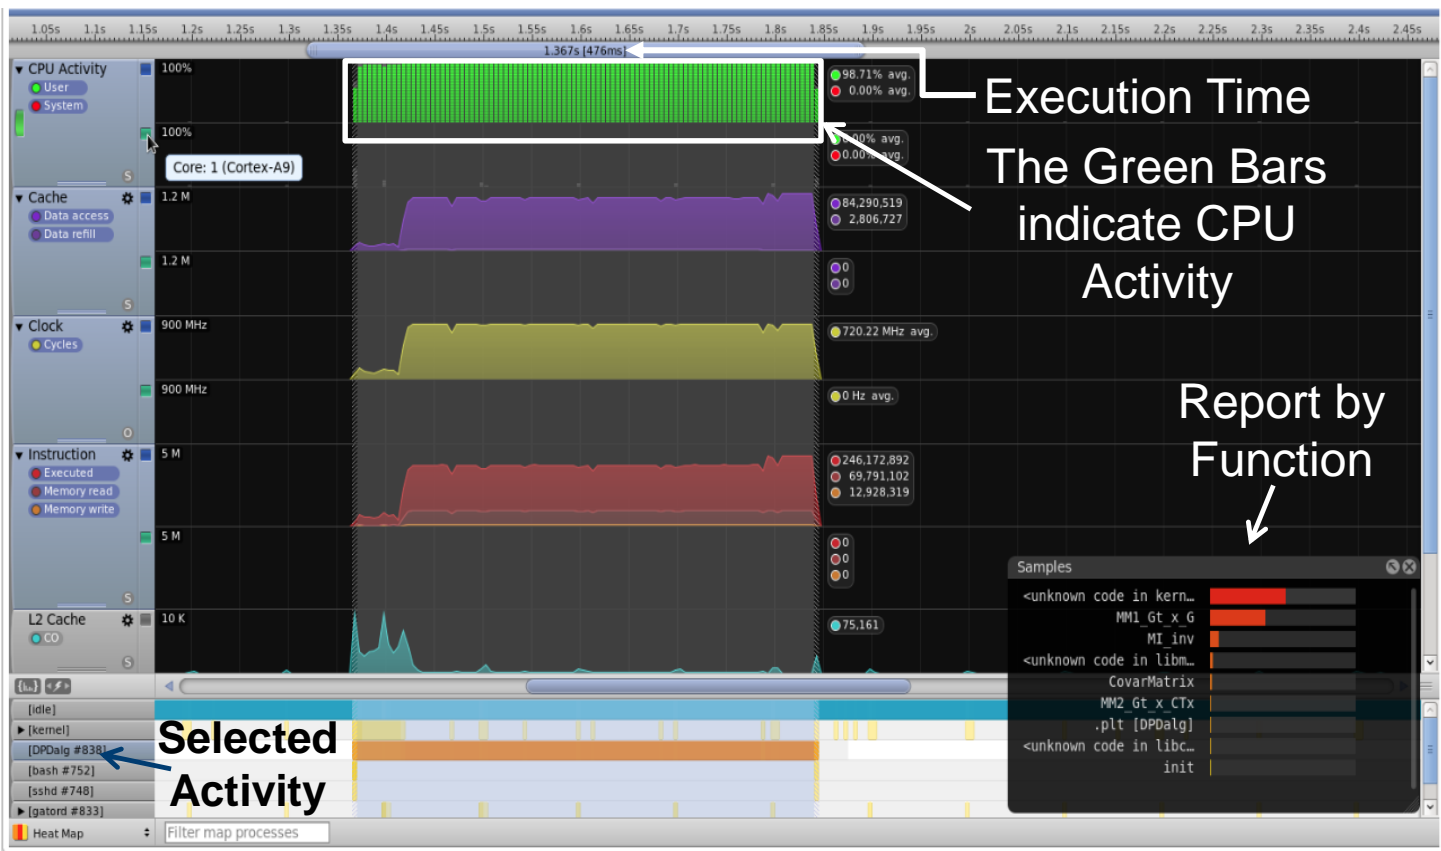 1.05s 1.1s 1.15s 1.2s 1.25s 1.3s 1.35s 1.4s 1.45s 1.5s 1.55s 1.6s 1.65s 1.7s 1.75s 1.8s 1.85s 1.9s 1.95s 2s 2.05s 2.1s 2.15s 2.2s 2.25s 2.3s 2.35s 2.4s 2.45s
1.367s [476ms]
CPU Activity
User
System
100%
98.71% avg.
0.00% avg.
100%
0.00% avg.
0.00% avg.
Core: 1 (Cortex-A9)
S
Execution Time
The Green Bars
indicate CPU
Activity
Cache
Data access
Data refill
1.2 M
84,290,519
2,806,727
1.2 M
0
0
S
Clock
Cycles
900 MHz
720.22 MHz avg.
900 MHz
0 Hz avg.
O
Report by
Function
Instruction
Executed
Memory read
Memory write
5 M
246,172,892
69,791,102
12,928,319
5 M
0
0
0
S
L2 Cache
CO
10 K
75,161
S
Samples
<unknown code in kern…
MM1_Gt_x_G
MI_inv
<unknown code in libm…
CovarMatrix
MM2_Gt_x_CTx
.plt [DPDalg]
<unknown code in libc…
init
[idle]
[kernel]
[DPDalg #838]
[bash #752]
[sshd #748]
[gatord #833]
Selected
Activity
Heat Map
Filter map processes